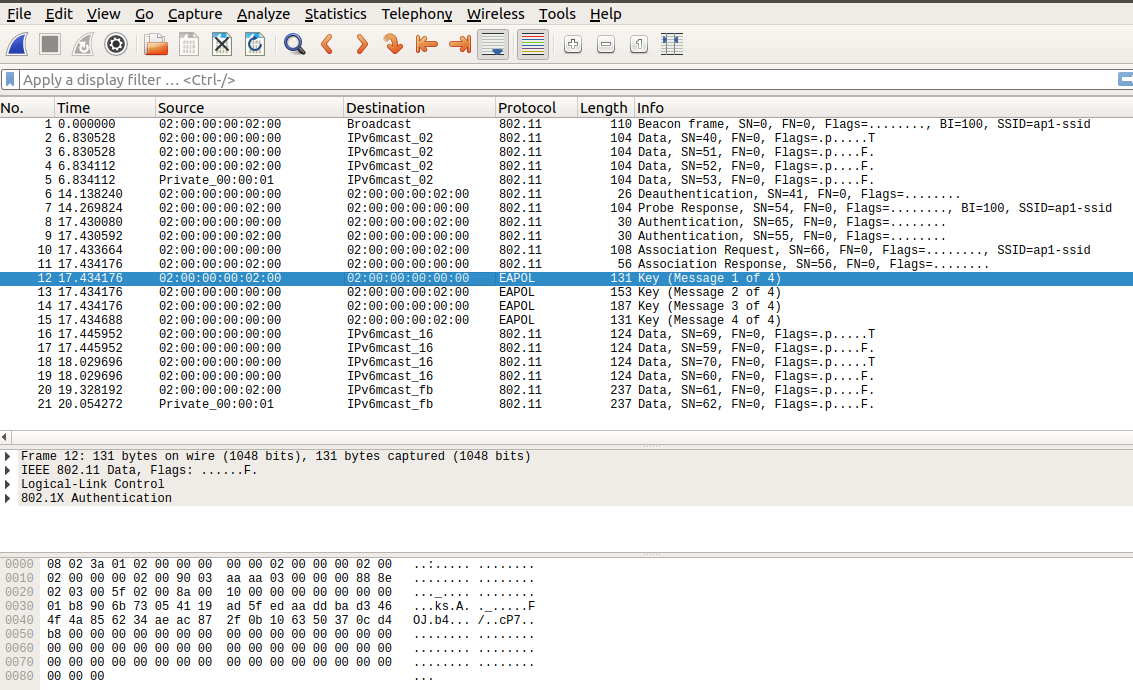 File Edit View Go Capture Analyze Statistics Telephony Wireless Tools Help
Apply a display filter … <Ctrl-/>
No. Time Source Destination Protocol Length Info
1 0.000000 02:00:00:00:02:00 Broadcast 802.11 110 Beacon frame, SN=0, FN=0, Flags=........, BI=100, SSID=ap1-ssid
2 6.830528 02:00:00:00:00:00 IPv6mcast_02 802.11 104 Data, SN=40, FN=0, Flags=.p.....T
3 6.830528 02:00:00:00:00:00 IPv6mcast_02 802.11 104 Data, SN=51, FN=0, Flags=.p....F.
4 6.834112 02:00:00:00:02:00 IPv6mcast_02 802.11 104 Data, SN=52, FN=0, Flags=.p....F.
5 6.834112 Private_00:00:01 IPv6mcast_02 802.11 104 Data, SN=53, FN=0, Flags=.p....F.
6 14.138240 02:00:00:00:00:00 02:00:00:00:02:00 802.11 26 Deauthentication, SN=41, FN=0, Flags=........
7 14.269824 02:00:00:00:02:00 02:00:00:00:00:00 802.11 104 Probe Response, SN=54, FN=0, Flags=........, BI=100, SSID=ap1-ssid
8 17.430080 02:00:00:00:00:00 02:00:00:00:02:00 802.11 30 Authentication, SN=65, FN=0, Flags=........
9 17.430592 02:00:00:00:02:00 02:00:00:00:00:00 802.11 30 Authentication, SN=55, FN=0, Flags=........
10 17.433664 02:00:00:00:00:00 02:00:00:00:02:00 802.11 108 Association Request, SN=66, FN=0, Flags=........, SSID=ap1-ssid
11 17.434176 02:00:00:00:02:00 02:00:00:00:00:00 802.11 56 Association Response, SN=56, FN=0, Flags=........
12 17.434176 02:00:00:00:02:00 02:00:00:00:00:00 EAPOL 131 Key (Message 1 of 4)
13 17.434176 02:00:00:00:00:00 02:00:00:00:02:00 EAPOL 153 Key (Message 2 of 4)
14 17.434176 02:00:00:00:02:00 02:00:00:00:00:00 EAPOL 187 Key (Message 3 of 4)
15 17.434688 02:00:00:00:00:00 02:00:00:00:02:00 EAPOL 131 Key (Message 4 of 4)
16 17.445952 02:00:00:00:00:00 IPv6mcast_16 802.11 124 Data, SN=69, FN=0, Flags=.p.....T
17 17.445952 02:00:00:00:00:00 IPv6mcast_16 802.11 124 Data, SN=59, FN=0, Flags=.p....F.
18 18.029696 02:00:00:00:00:00 IPv6mcast_16 802.11 124 Data, SN=70, FN=0, Flags=.p.....T
19 18.029696 02:00:00:00:00:00 IPv6mcast_16 802.11 124 Data, SN=60, FN=0, Flags=.p....F.
20 19.328192 02:00:00:00:02:00 IPv6mcast_fb 802.11 237 Data, SN=61, FN=0, Flags=.p....F.
21 20.054272 Private_00:00:01 IPv6mcast_fb 802.11 237 Data, SN=62, FN=0, Flags=.p....F.
Frame 12: 131 bytes on wire (1048 bits), 131 bytes captured (1048 bits)
IEEE 802.11 Data, Flags: ......F.
Logical-Link Control
802.1X Authentication
0000 08 02 3a 01 02 00 00 00 00 00 02 00 00 00 02 00 ..:..... ........
0010 02 00 00 00 02 00 90 03 aa aa 03 00 00 00 88 8e ........ ........
0020 02 03 00 5f 02 00 8a 00 10 00 00 00 00 00 00 00 ..._.... ........
0030 01 b8 90 6b 73 05 41 19 ad 5f ed aa dd ba d3 46 ...ks.A. ._.....F
0040 4f 4a 85 62 34 ae ac 87 2f 0b 10 63 50 37 0c d4 OJ.b4... /..cP7..
0050 b8 00 00 00 00 00 00 00 00 00 00 00 00 00 00 00 ........ ........
0060 00 00 00 00 00 00 00 00 00 00 00 00 00 00 00 00 ........ ........
0070 00 00 00 00 00 00 00 00 00 00 00 00 00 00 00 00 ........ ........
0080 00 00 00 ...